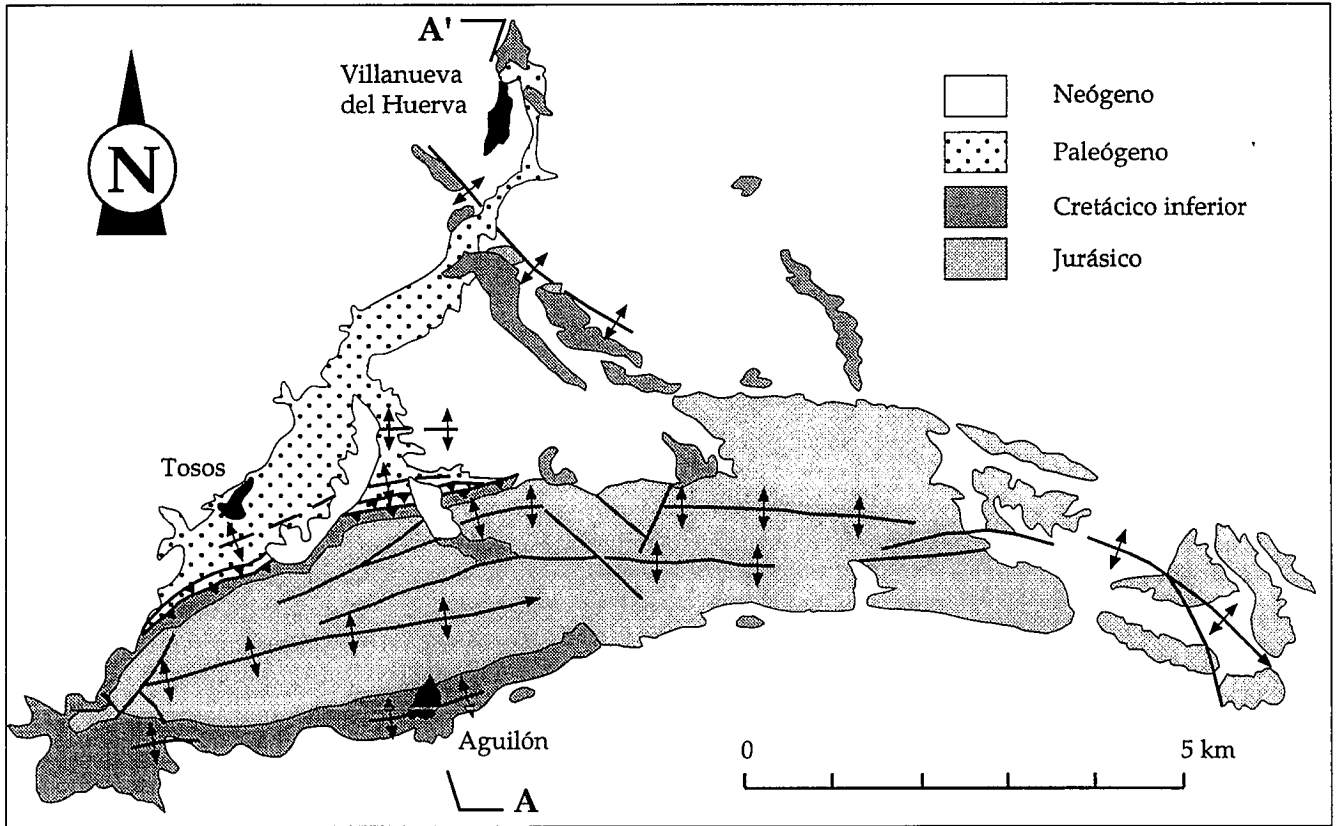 A'
Villanueva
del Huerva
N
Neógeno
Paleógeno
Cretácico inferior
Jurásico
Tosos
Aguilón
A
0 5 km